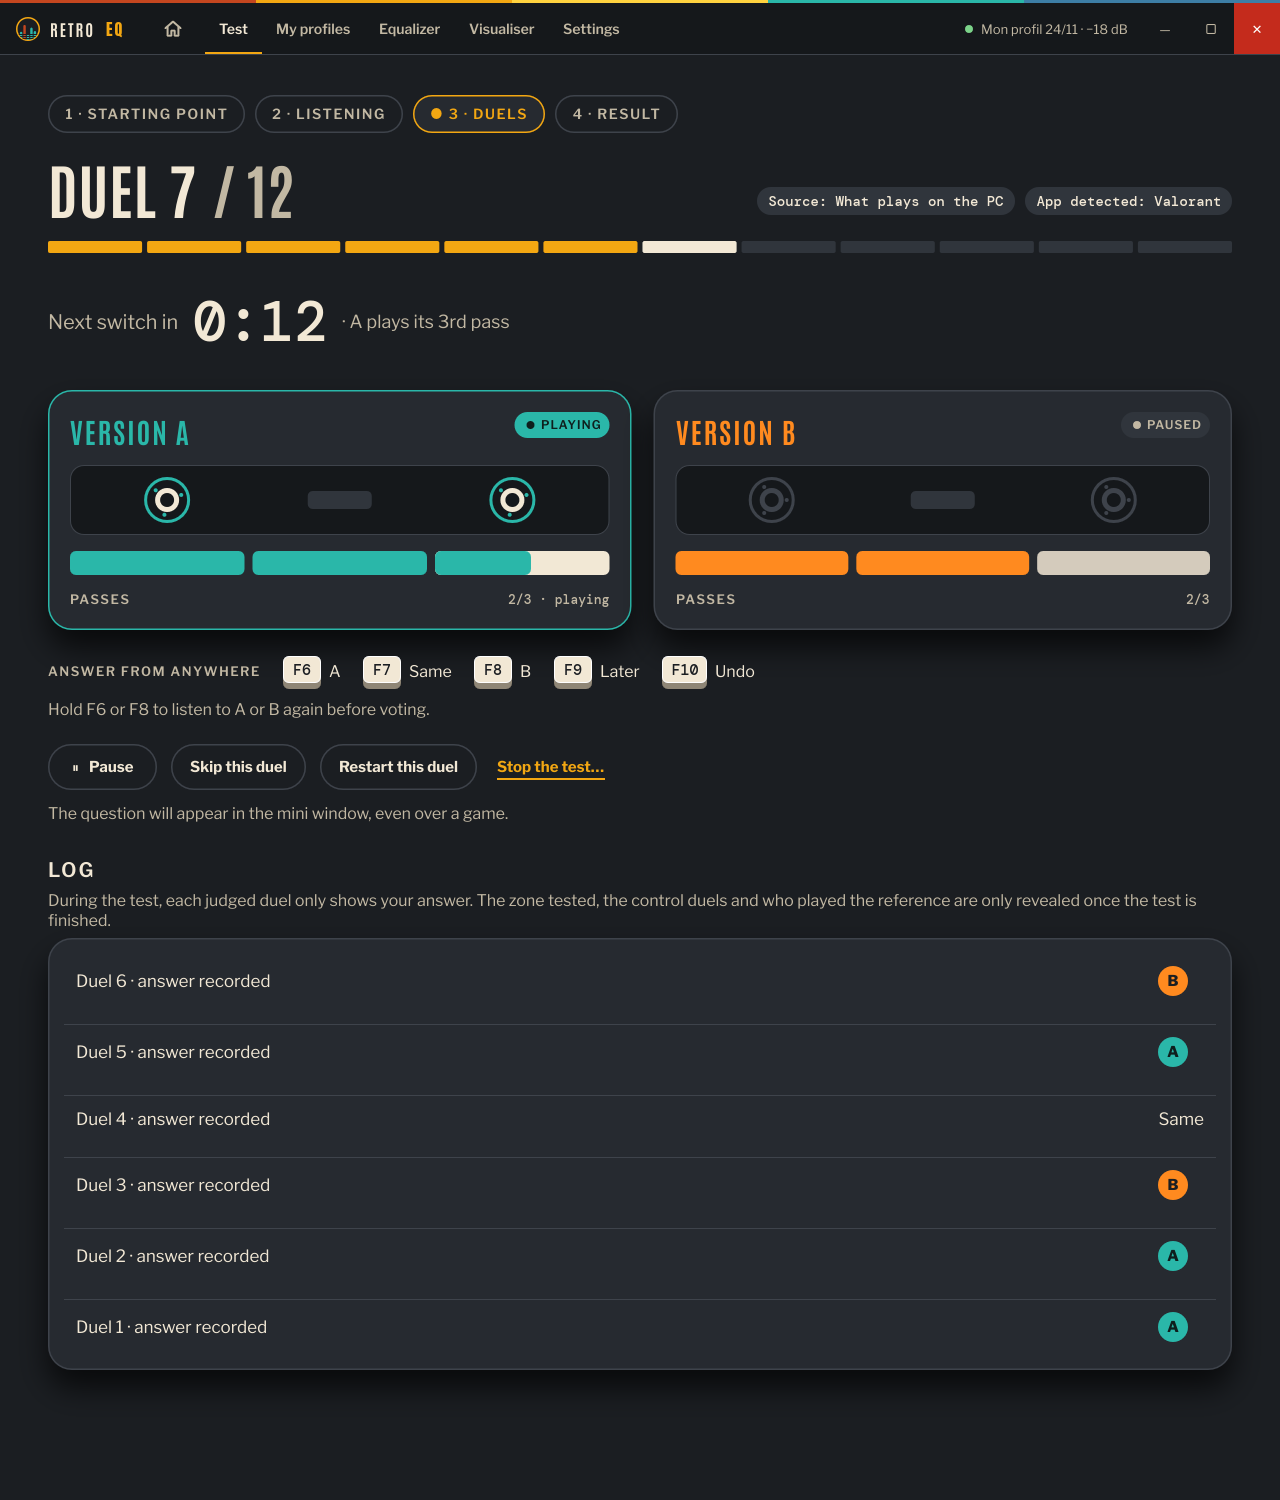 RETRO EQ
Test
My profiles
Equalizer
Visualiser
Settings
Mon profil 24/11 · −18 dB
1 · STARTING POINT
2 · LISTENING
3 · DUELS
4 · RESULT
DUEL 7 / 12
Source: What plays on the PC
App detected: Valorant
Next switch in 0:12 · A plays its 3rd pass
VERSION A
PLAYING
PASSES
2/3 · playing
VERSION B
PAUSED
PASSES
2/3
ANSWER FROM ANYWHERE F6 A F7 Same F8 B F9 Later F10 Undo
Hold F6 or F8 to listen to A or B again before voting.
Pause
Skip this duel
Restart this duel
Stop the test...
The question will appear in the mini window, even over a game.
LOG
During the test, each judged duel only shows your answer. The zone tested, the control duels and who played the reference are only revealed once the test is
finished.
Duel 6 · answer recorded B
Duel 5 · answer recorded A
Duel 4 · answer recorded Same
Duel 3 · answer recorded B
Duel 2 · answer recorded A
Duel 1 · answer recorded A